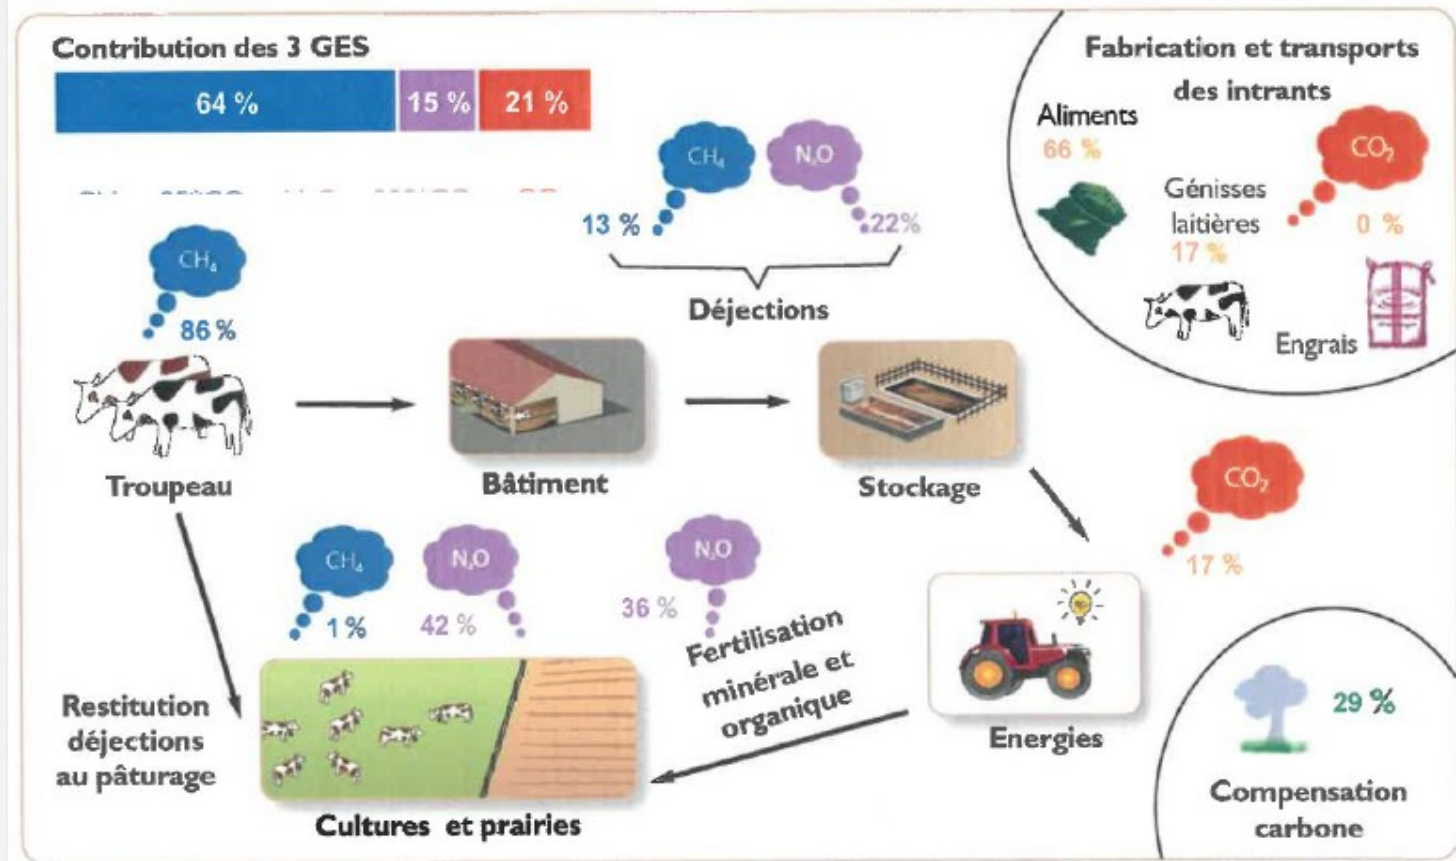 Contribution des 3 GES
64 %
15 %
21 %
CH₄
N₂O
13 %
22%
Déjections
CH₄
86 %
Troupeau
Bâtiment
Stockage
Fabrication et transports
des intrants
Aliments
66 %
Génisses
laitières
17 %
CO₂
0 %
Engrais
CO₂
17 %
Energies
CH₄
1 %
N₂O
42 %
N₂O
36 %
Fertilisation
minérale et
organique
Restitution
déjections
au pâturage
Cultures et prairies
29 %
Compensation
carbone